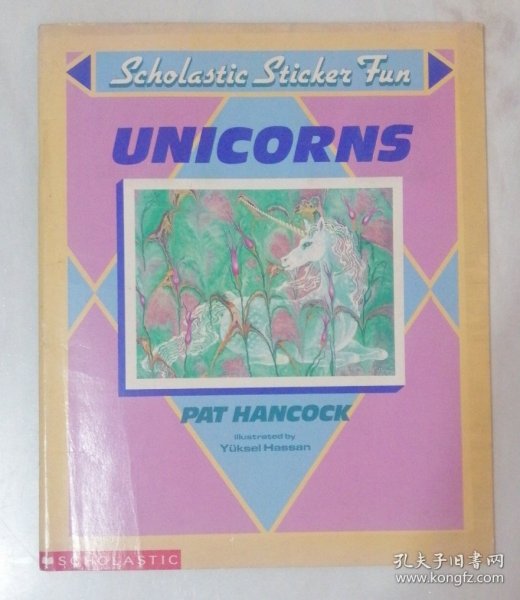 Scholastic Sticker Fun
UNICORNS
PAT HANCOCK
Illustrated by
Yüksel Hassan
SCHOLASTIC
孔夫子旧书网
www.kongfz.com